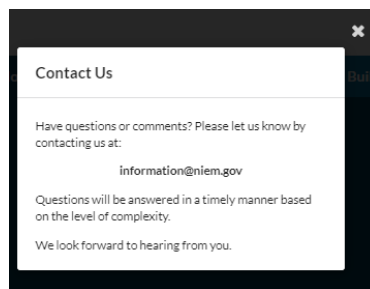 Contact Us
Have questions or comments? Please let us know by
contacting us at:
information@niem.gov
Questions will be answered in a timely manner based
on the level of complexity.
We look forward to hearing from you.
Bui